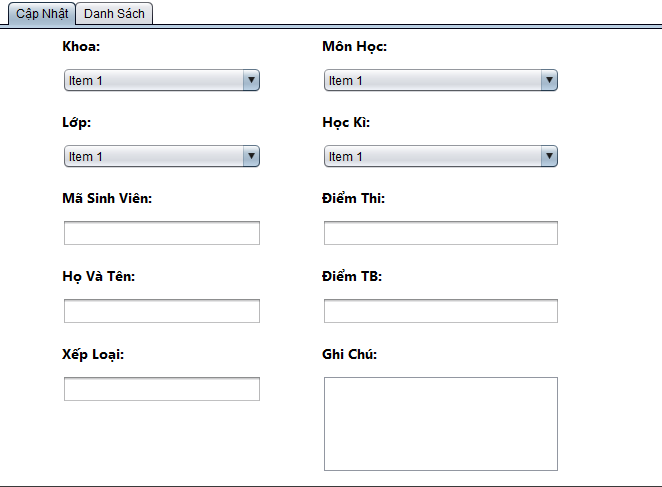 Cập Nhật Danh Sách
Khoa: Môn Học:
Item 1 Item 1
Lớp: Học Kì:
Item 1 Item 1
Mã Sinh Viên: Điểm Thi:
Họ Và Tên: Điểm TB:
Xếp Loại: Ghi Chú: